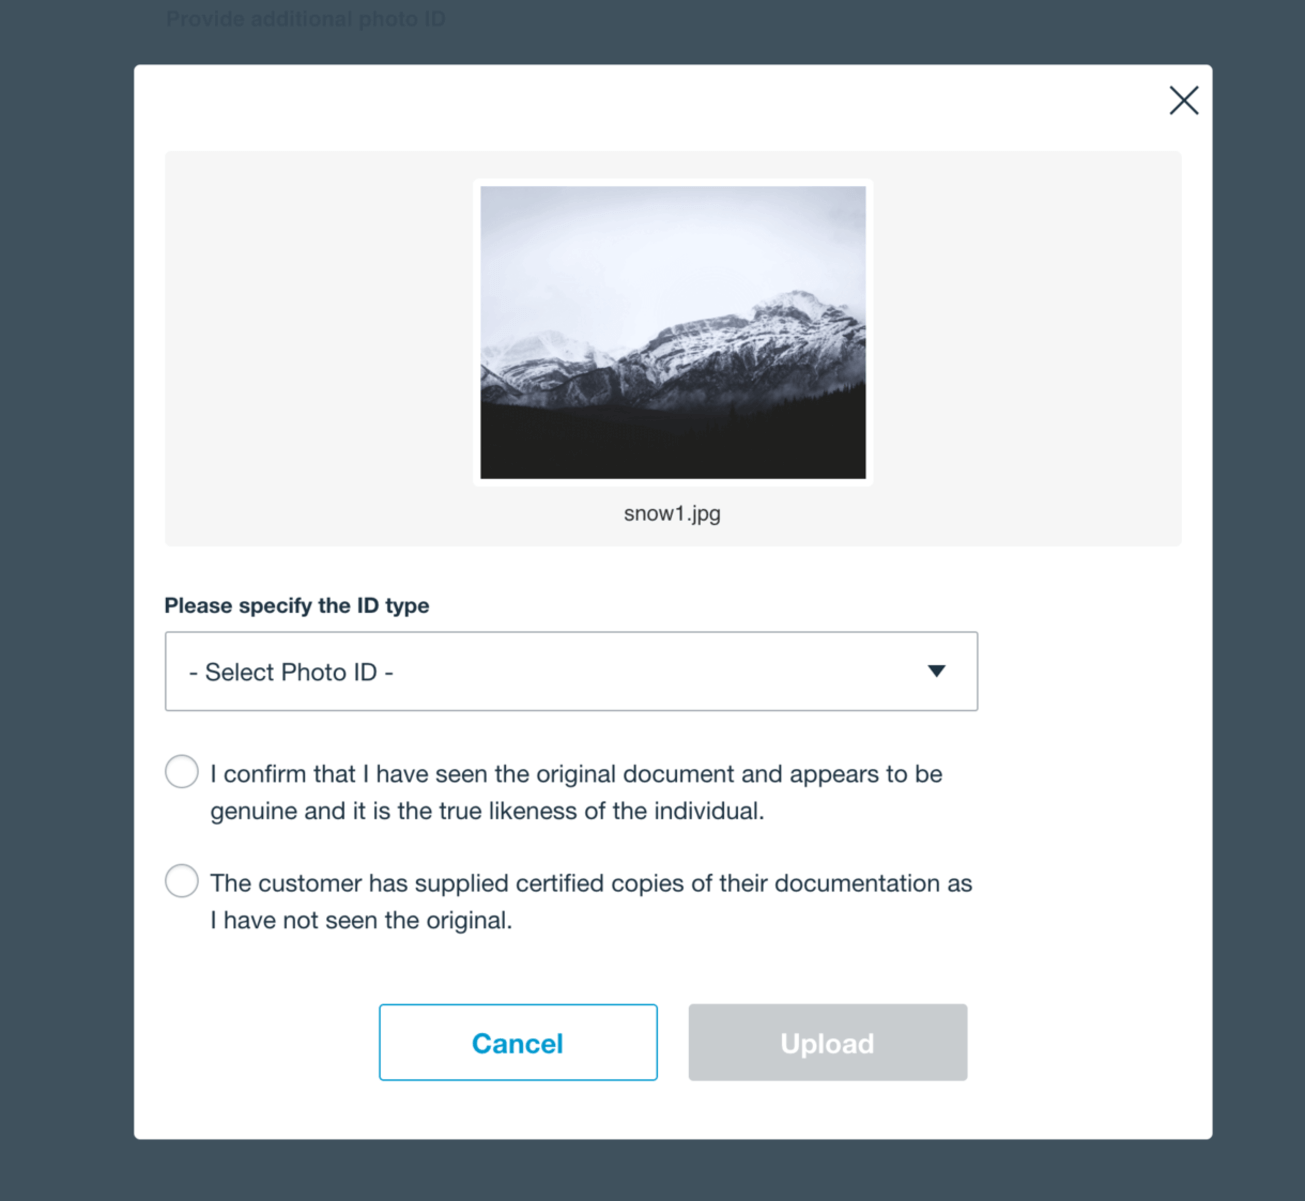 Provide additional photo ID
snow1.jpg
Please specify the ID type
- Select Photo ID -
I confirm that I have seen the original document and appears to be
genuine and it is the true likeness of the individual.
The customer has supplied certified copies of their documentation as
I have not seen the original.
Cancel
Upload